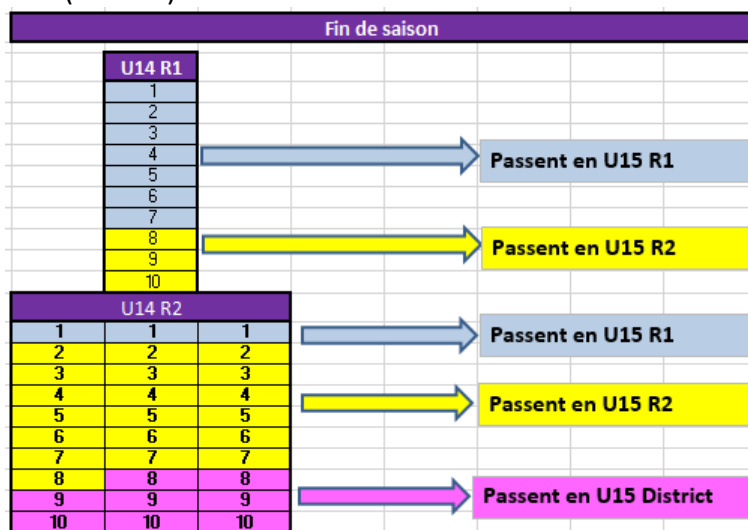 Fin de saison
U14 R1
1
2
3
4
Passent en U15 R1
5
6
7
8
Passent en U15 R2
9
10
U14 R2
1 1 1
Passent en U15 R1
2 2 2
3 3 3
4 4 4
Passent en U15 R2
5 5 5
6 6 6
7 7 7
8 8 8
9 9 9
Passent en U15 District
10 10 10